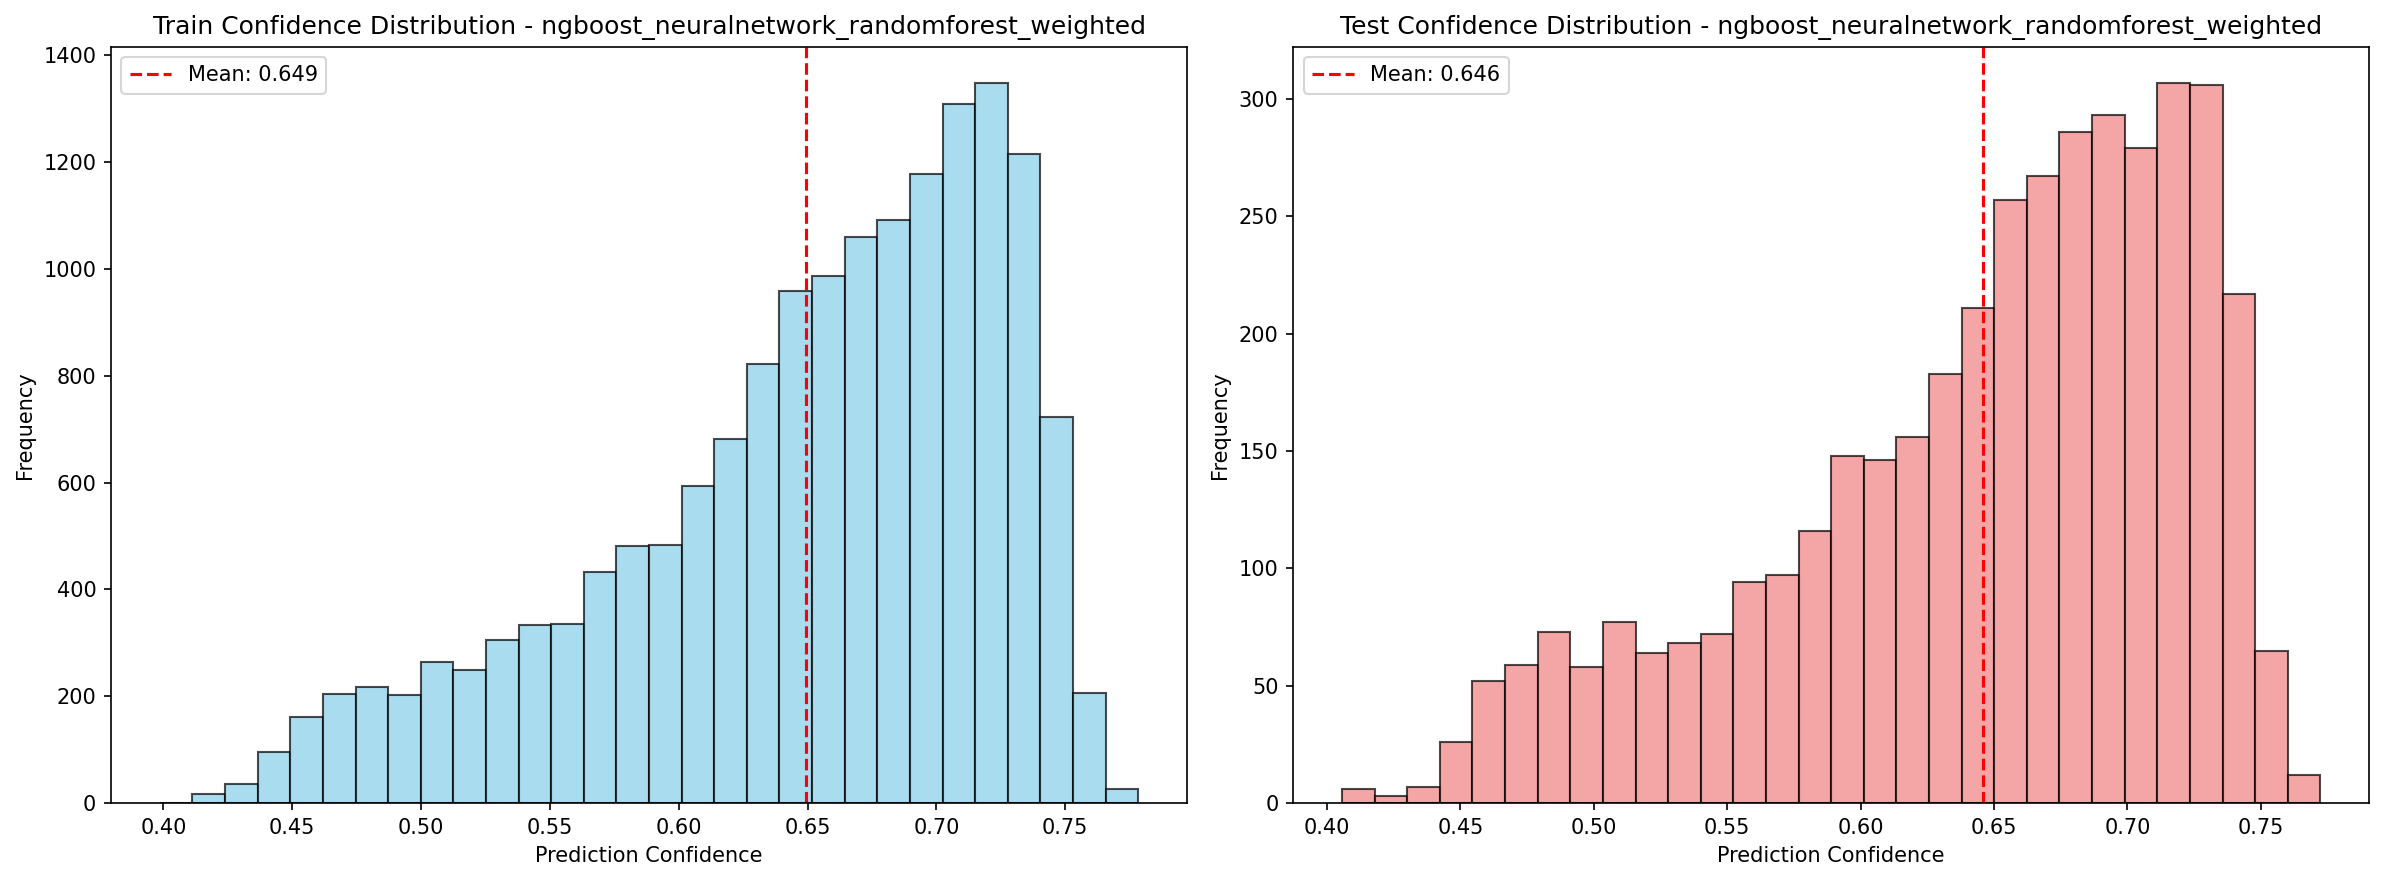 Train Confidence Distribution - ngboost_neuralnetwork_randomforest_weighted
Mean: 0.649
1400
1200
1000
800
600
400
200
0
Frequency
0.40 0.45 0.50 0.55 0.60 0.65 0.70 0.75
Prediction Confidence
Test Confidence Distribution - ngboost_neuralnetwork_randomforest_weighted
Mean: 0.646
300
250
200
150
100
50
0
Frequency
0.40 0.45 0.50 0.55 0.60 0.65 0.70 0.75
Prediction Confidence